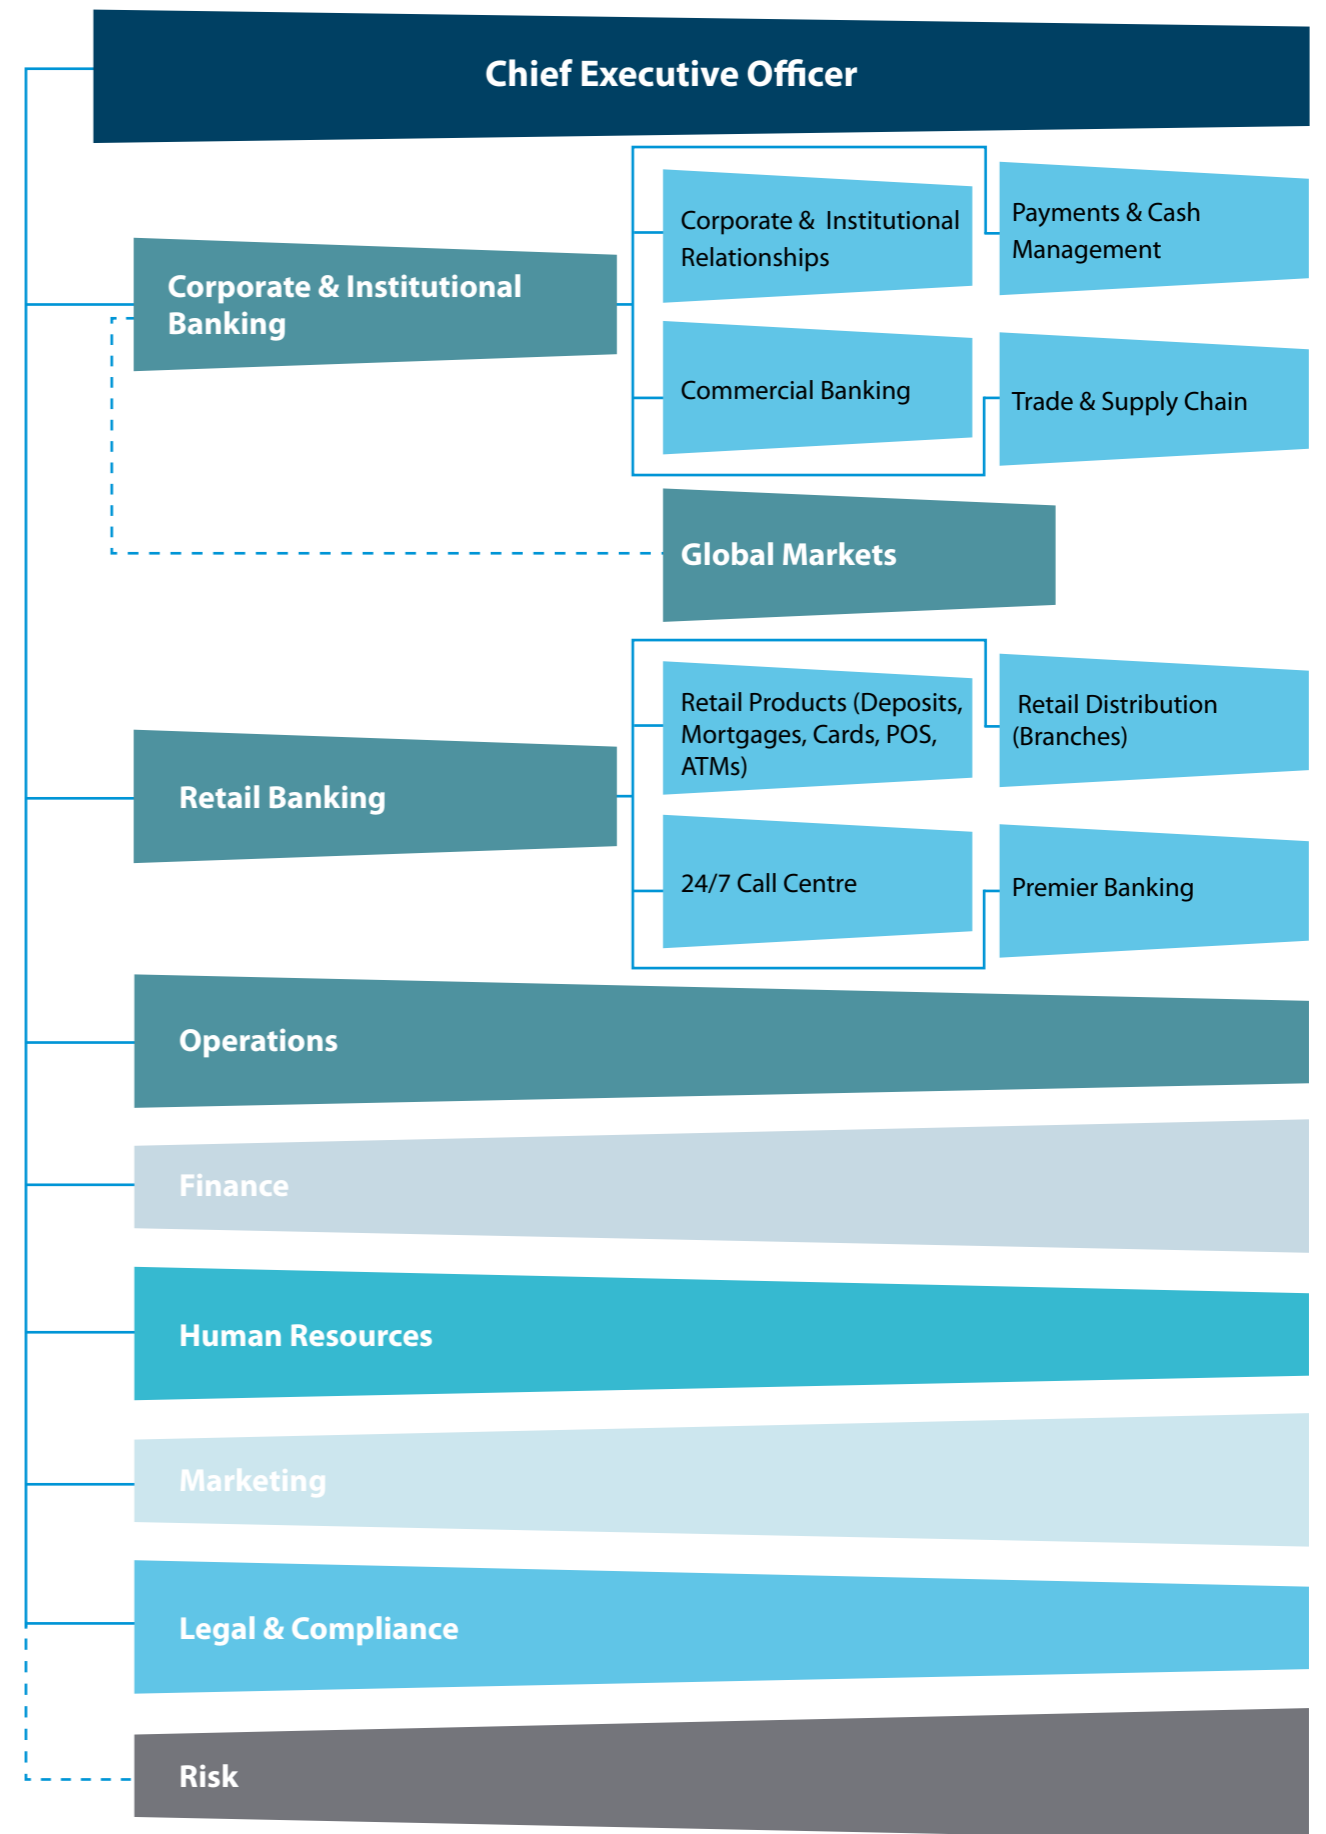 Chief Executive Officer
Corporate & Institutional
Banking
Corporate & Institutional
Relationships
Payments & Cash
Management
Commercial Banking
Trade & Supply Chain
Global Markets
Retail Banking
Retail Products (Deposits,
Mortgages, Cards, POS,
ATMs)
Retail Distribution
(Branches)
24/7 Call Centre
Premier Banking
Operations
Finance
Human Resources
Marketing
Legal & Compliance
Risk